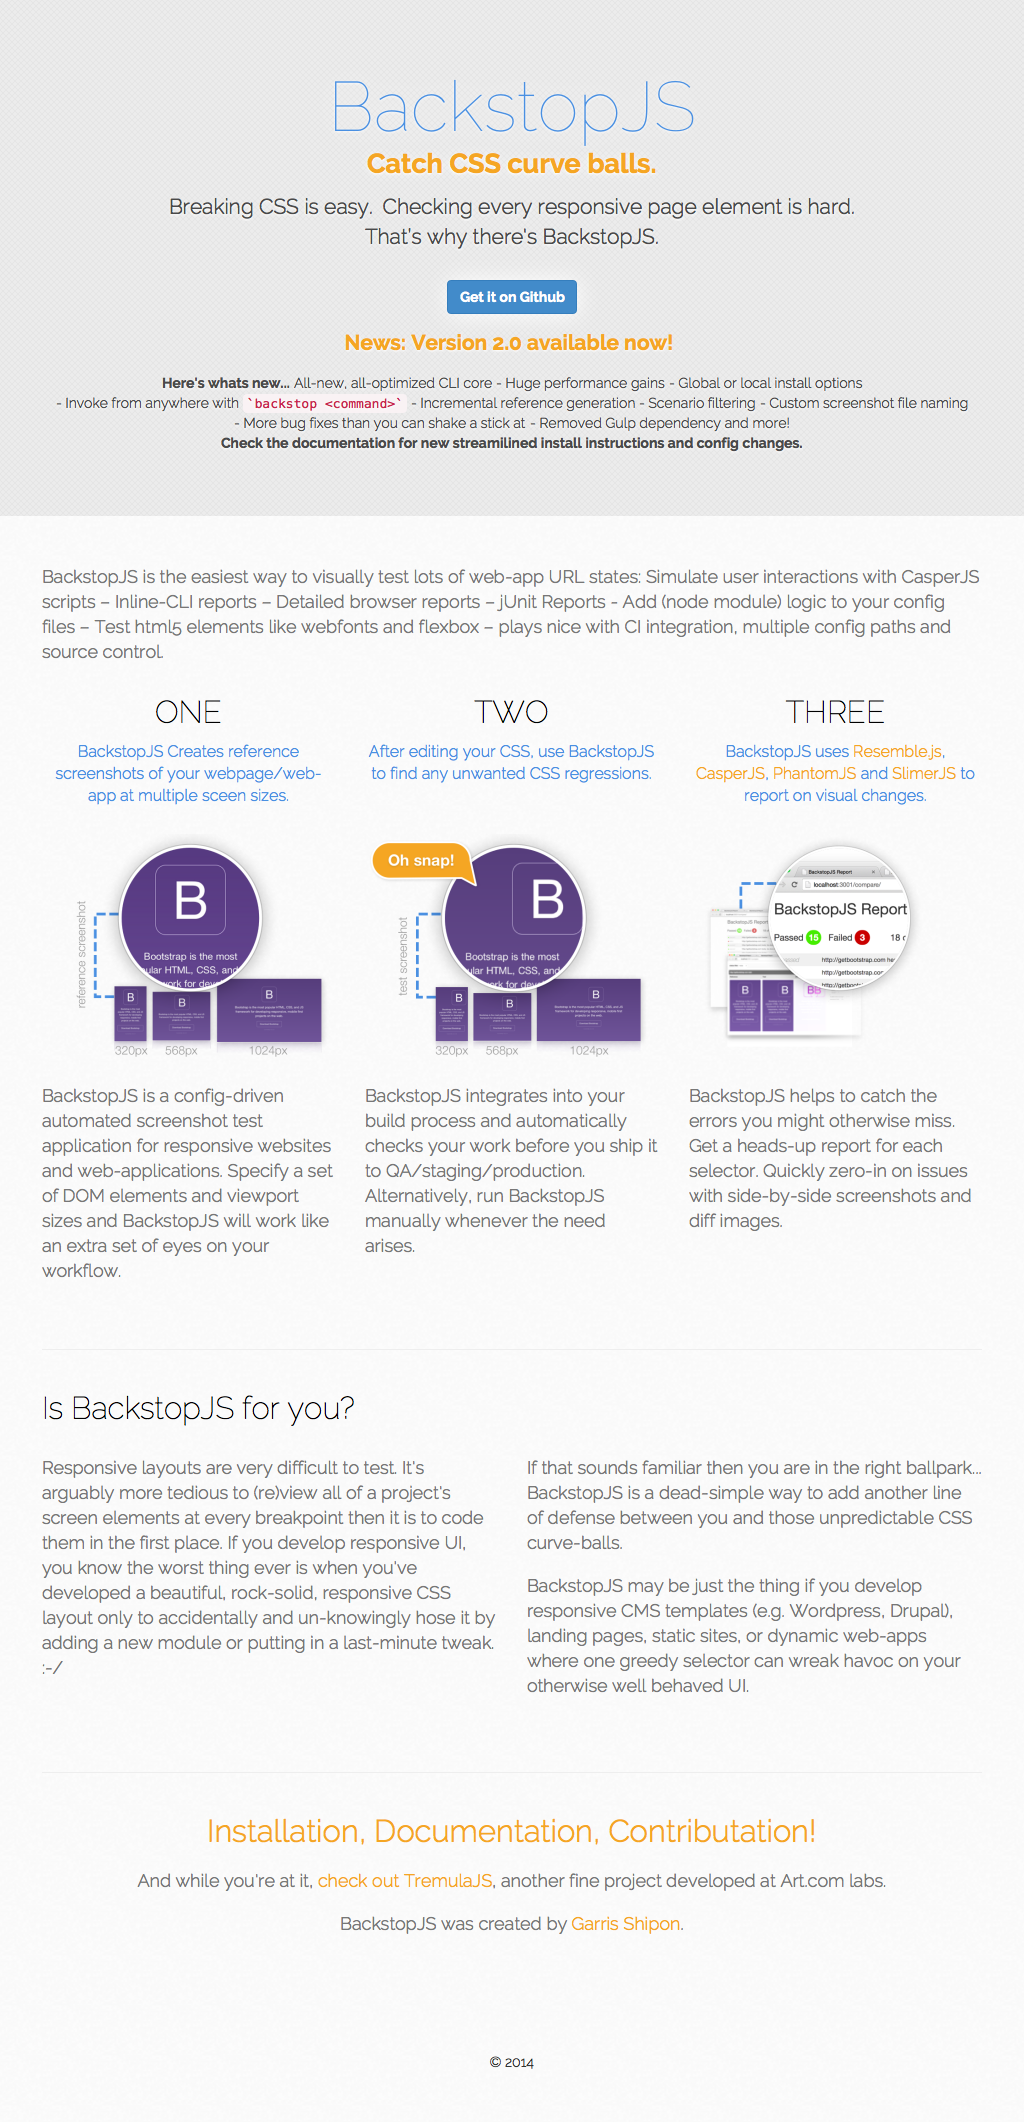 BackstopJS
Catch CSS curve balls.
Breaking CSS is easy.  Checking every responsive page element is hard.
That's why there's BackstopJS.
Get it on Github
News: Version 2.0 available now!
Here's whats new... All-new, all-optimized CLI core - Huge performance gains - Global or local install options
- Invoke from anywhere with `backstop <command>` - Incremental reference generation - Scenario filtering - Custom screenshot file naming
- More bug fixes than you can shake a stick at - Removed Gulp dependency and more!
Check the documentation for new streamilined install instructions and config changes.
BackstopJS is the easiest way to visually test lots of web-app URL states: Simulate user interactions with CasperJS
scripts – Inline-CLI reports – Detailed browser reports – jUnit Reports - Add (node module) logic to your config
files – Test html5 elements like webfonts and flexbox – plays nice with CI integration, multiple config paths and
source control.
ONE
BackstopJS Creates reference
screenshots of your webpage/web-
app at multiple sceen sizes.
reference screenshot
B
Bootstrap is the most
ular HTML, CSS, and
work for deve
B
B
B
320px 568px 1024px
BackstopJS is a config-driven
automated screenshot test
application for responsive websites
and web-applications. Specify a set
of DOM elements and viewport
sizes and BackstopJS will work like
an extra set of eyes on your
workflow.
TWO
After editing your CSS, use BackstopJS
to find any unwanted CSS regressions.
Oh snap!
test screenshot
B
Bootstrap is the most
ular HTML, CSS, and
work for deve
B
B
B
320px 568px 1024px
BackstopJS integrates into your
build process and automatically
checks your work before you ship it
to QA/staging/production.
Alternatively, run BackstopJS
manually whenever the need
arises.
THREE
BackstopJS uses Resemble.js,
CasperJS, PhantomJS and SlimerJS to
report on visual changes.
BackstopJS Report
localhost:3001/compare/
BackstopJS Report
Passed 15 Failed 3 18 c
http://getbootstrap.com he
http://getbootstrap.com
http://getbootstrap
B B BB
BackstopJS helps to catch the
errors you might otherwise miss.
Get a heads-up report for each
selector. Quickly zero-in on issues
with side-by-side screenshots and
diff images.
Is BackstopJS for you?
Responsive layouts are very difficult to test. It's
arguably more tedious to (re)view all of a project's
screen elements at every breakpoint then it is to code
them in the first place. If you develop responsive UI,
you know the worst thing ever is when you've
developed a beautiful, rock-solid, responsive CSS
layout only to accidentally and un-knowingly hose it by
adding a new module or putting in a last-minute tweak.
:-/
If that sounds familiar then you are in the right ballpark...
BackstopJS is a dead-simple way to add another line
of defense between you and those unpredictable CSS
curve-balls.
BackstopJS may be just the thing if you develop
responsive CMS templates (e.g. Wordpress, Drupal),
landing pages, static sites, or dynamic web-apps
where one greedy selector can wreak havoc on your
otherwise well behaved UI.
Installation, Documentation, Contributation!
And while you're at it, check out TremulaJS, another fine project developed at Art.com labs.
BackstopJS was created by Garris Shipon.
© 2014